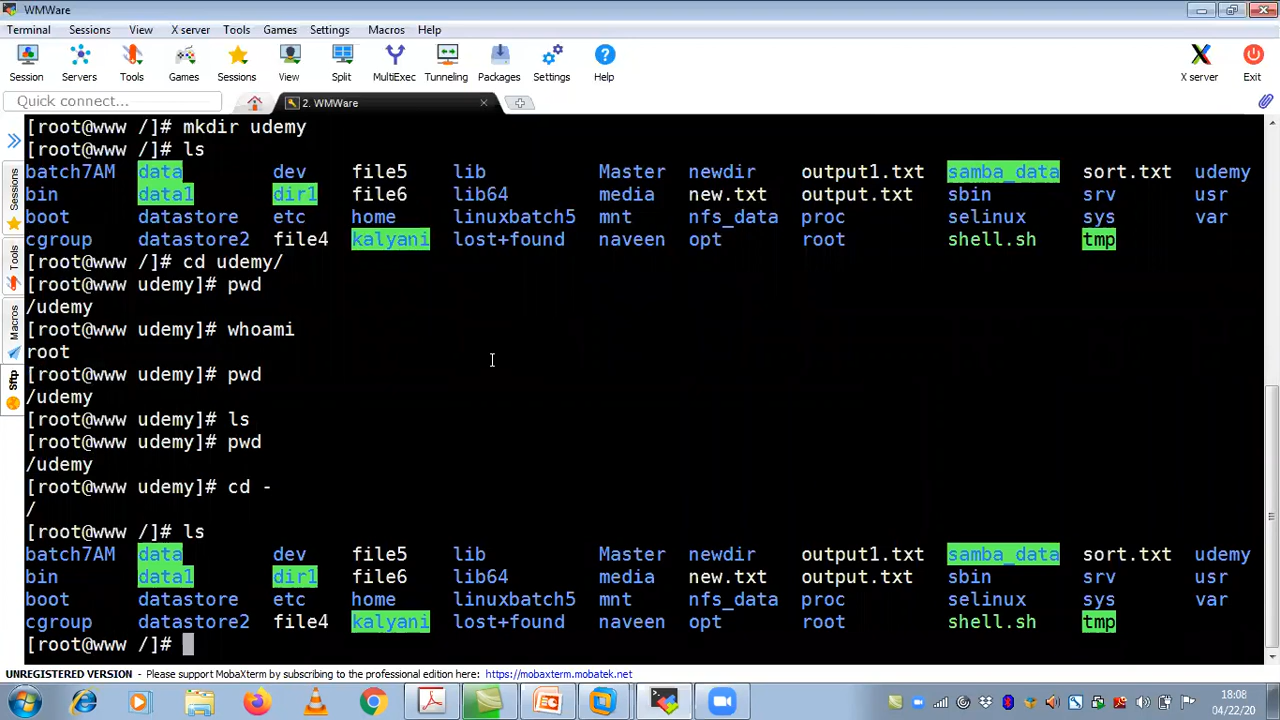 WMWare
Terminal Sessions View X server Tools Games Settings Macros Help
Session Servers Tools Games Sessions View Split MultiExec Tunneling Packages Settings Help X server Exit
Quick connect... 2. WMWare
[root@www /]# mkdir udemy
[root@www /]# ls
batch7AM data dev file5 lib Master newdir output1.txt samba_data sort.txt udemy
bin data1 dir1 file6 lib64 media new.txt output.txt sbin srv usr
boot datastore etc home linuxbatch5 mnt nfs_data proc selinux sys var
cgroup datastore2 file4 kalyani lost+found naveen opt root shell.sh tmp
[root@www /]# cd udemy/
[root@www udemy]# pwd
/udemy
[root@www udemy]# whoami
root
[root@www udemy]# pwd
/udemy
[root@www udemy]# ls
[root@www udemy]# pwd
/udemy
[root@www udemy]# cd -
/
[root@www /]# ls
batch7AM data dev file5 lib Master newdir output1.txt samba_data sort.txt udemy
bin data1 dir1 file6 lib64 media new.txt output.txt sbin srv usr
boot datastore etc home linuxbatch5 mnt nfs_data proc selinux sys var
cgroup datastore2 file4 kalyani lost+found naveen opt root shell.sh tmp
[root@www /]#
Sessions
Tools
Macros
Sftp
UNREGISTERED VERSION - Please support MobaXterm by subscribing to the professional edition here: https://mobaxterm.mobatek.net
18:08
04/22/20